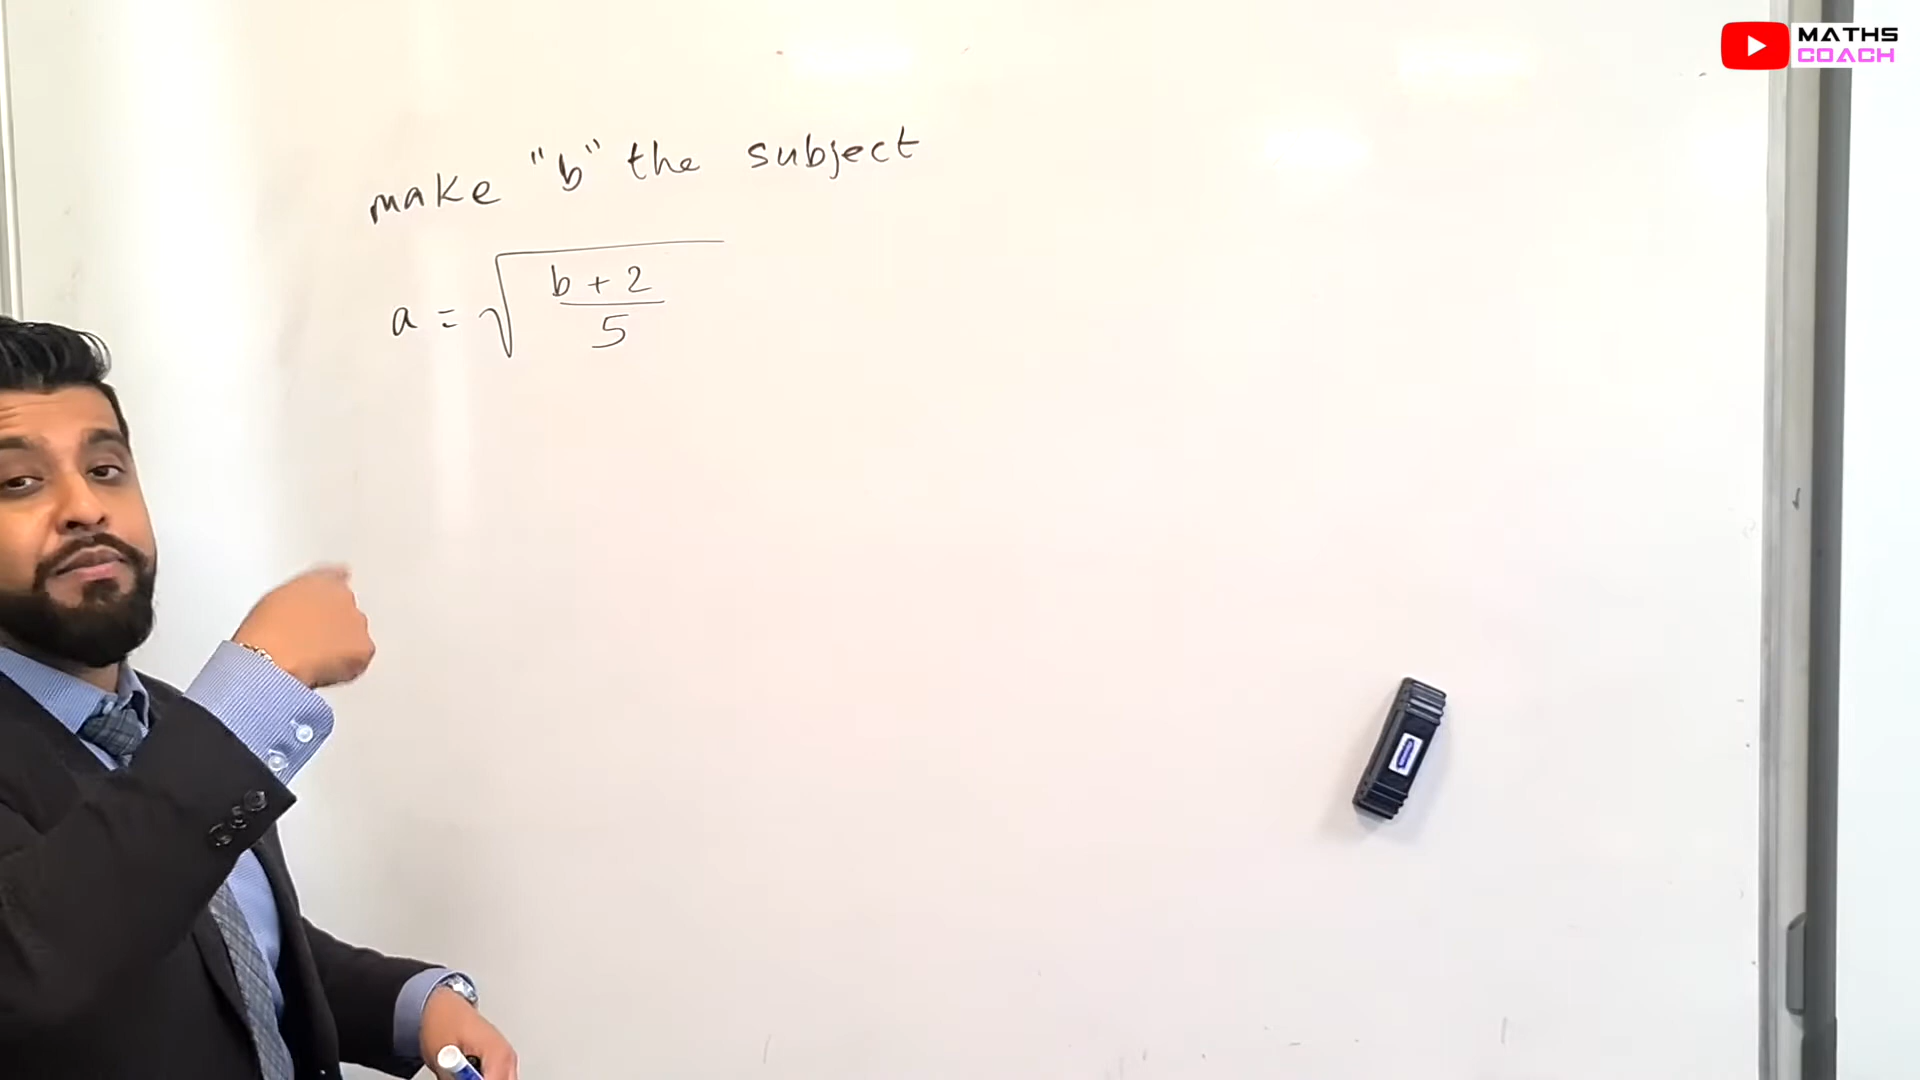 MATHS
COACH
make "b" the subject
a = √((b + 2)/5)